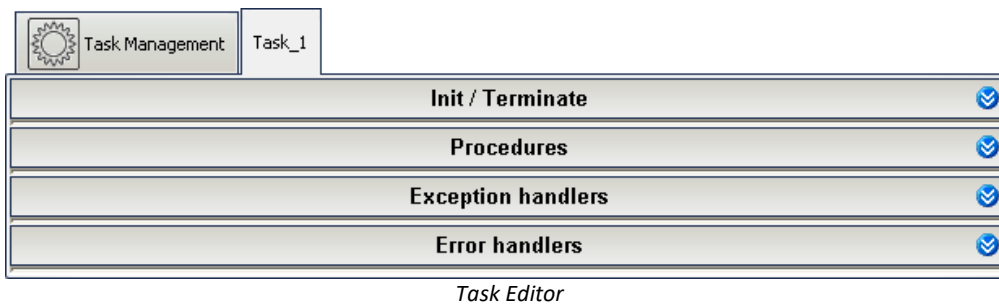 Task Management Task_1
Init / Terminate
Procedures
Exception handlers
Error handlers
Task Editor